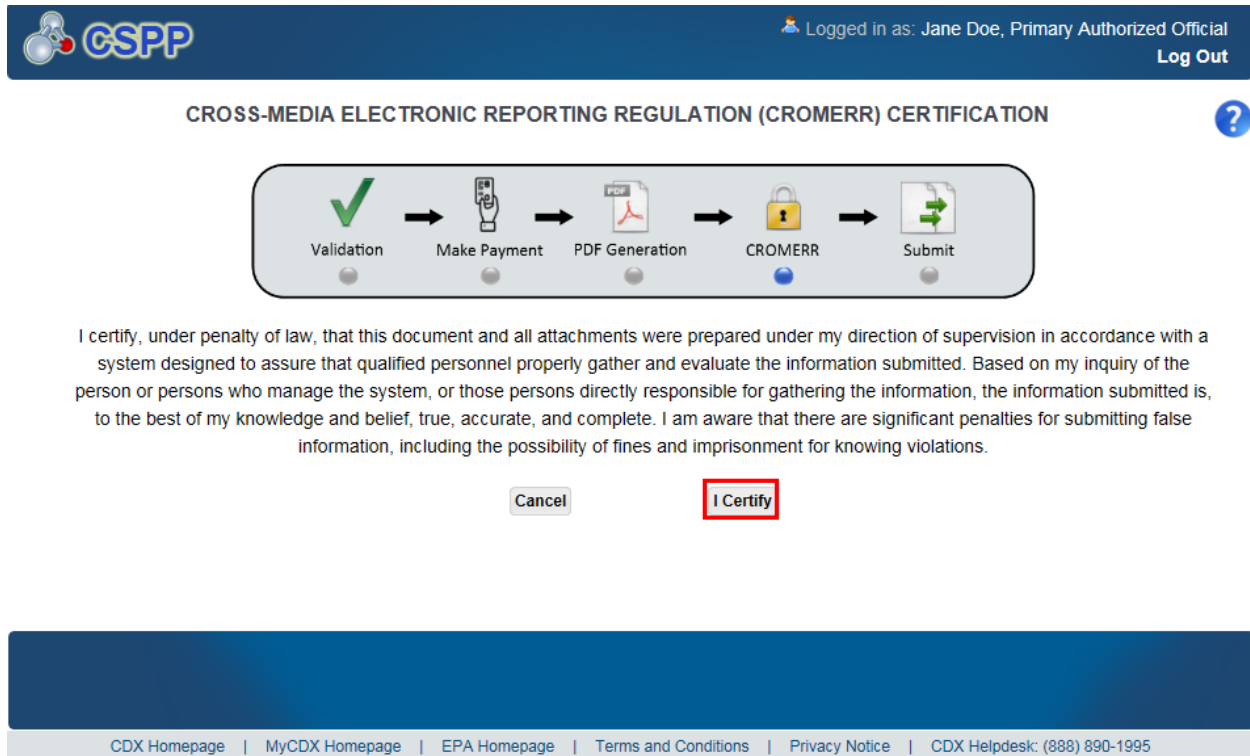 CSPP
Logged in as: Jane Doe, Primary Authorized Official
Log Out
CROSS-MEDIA ELECTRONIC REPORTING REGULATION (CROMERR) CERTIFICATION
?
PDF
Validation Make Payment PDF Generation CROMERR Submit
I certify, under penalty of law, that this document and all attachments were prepared under my direction of supervision in accordance with a
system designed to assure that qualified personnel properly gather and evaluate the information submitted. Based on my inquiry of the
person or persons who manage the system, or those persons directly responsible for gathering the information, the information submitted is,
to the best of my knowledge and belief, true, accurate, and complete. I am aware that there are significant penalties for submitting false
information, including the possibility of fines and imprisonment for knowing violations.
Cancel I Certify
CDX Homepage | MyCDX Homepage | EPA Homepage | Terms and Conditions | Privacy Notice | CDX Helpdesk: (888) 890-1995